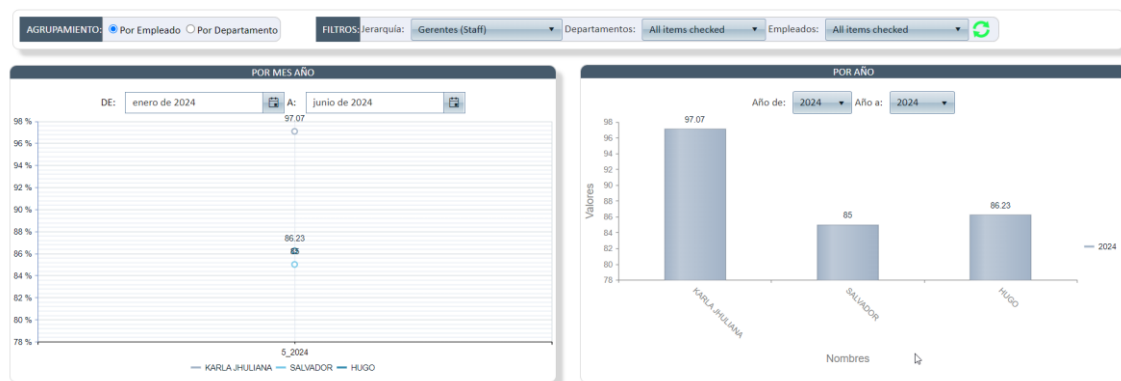 AGRUPAMIENTO: Por Empleado Por Departamento FILTROS: Jerarquía: Gerentes (Staff) Departamentos: All items checked Empleados: All items checked
POR MES AÑO
DE: enero de 2024 A: junio de 2024
98 %
96 %
94 %
92 %
90 %
88 %
86 %
84 %
82 %
80 %
78 %
97.07
86.23
5_2024
KARLA JHULIANA SALVADOR HUGO
POR AÑO
Año de: 2024 Año a: 2024
Valores
98
96
94
92
90
88
86
84
82
80
78
97.07
85
86.23
2024
KARLA JHULIANA
SALVADOR
HUGO
Nombres